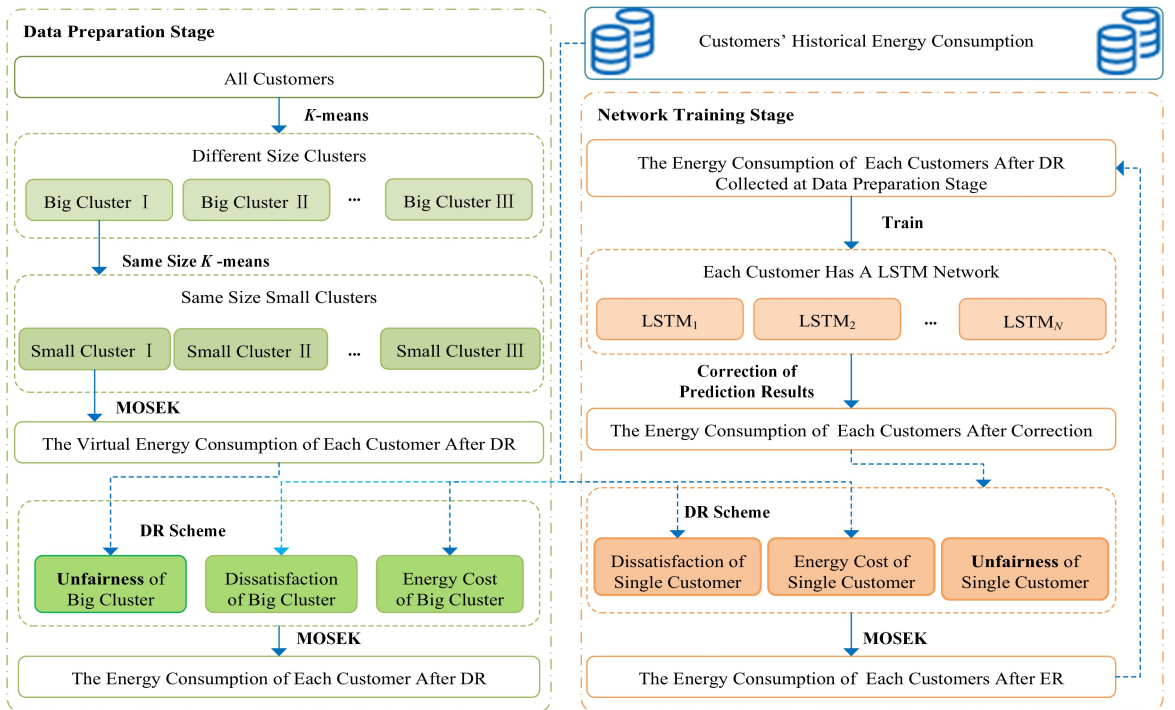 Data Preparation Stage
All Customers
K-means
Different Size Clusters
Big Cluster Ⅰ
Big Cluster Ⅱ
...
Big Cluster Ⅲ
Same Size K -means
Same Size Small Clusters
Small Cluster Ⅰ
Small Cluster Ⅱ
...
Small Cluster Ⅲ
MOSEK
The Virtual Energy Consumption of Each Customer After DR
DR Scheme
Unfairness of
Big Cluster
Dissatisfaction
of Big Cluster
Energy Cost
of Big Cluster
MOSEK
The Energy Consumption of Each Customer After DR
Customers' Historical Energy Consumption
Network Training Stage
The Energy Consumption of Each Customers After DR
Collected at Data Preparation Stage
Train
Each Customer Has A LSTM Network
LSTM1
LSTM2
...
LSTMN
Correction of
Prediction Results
The Energy Consumption of Each Customers After Correction
DR Scheme
Dissatisfaction of
Single Customer
Energy Cost of
Single Customer
Unfairness of
Single Customer
MOSEK
The Energy Consumption of Each Customers After ER